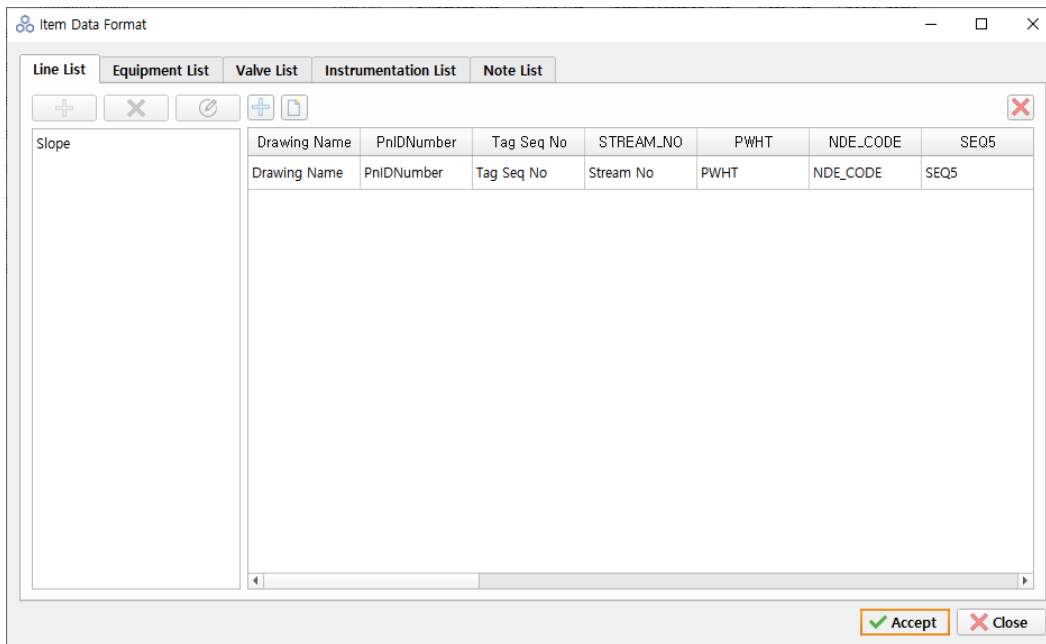 Item Data Format
Line List Equipment List Valve List Instrumentation List Note List
Slope
Drawing Name PnIDNumber Tag Seq No STREAM_NO PWHT NDE_CODE SEQ5
Drawing Name PnIDNumber Tag Seq No Stream No PWHT NDE_CODE SEQ5
Accept Close